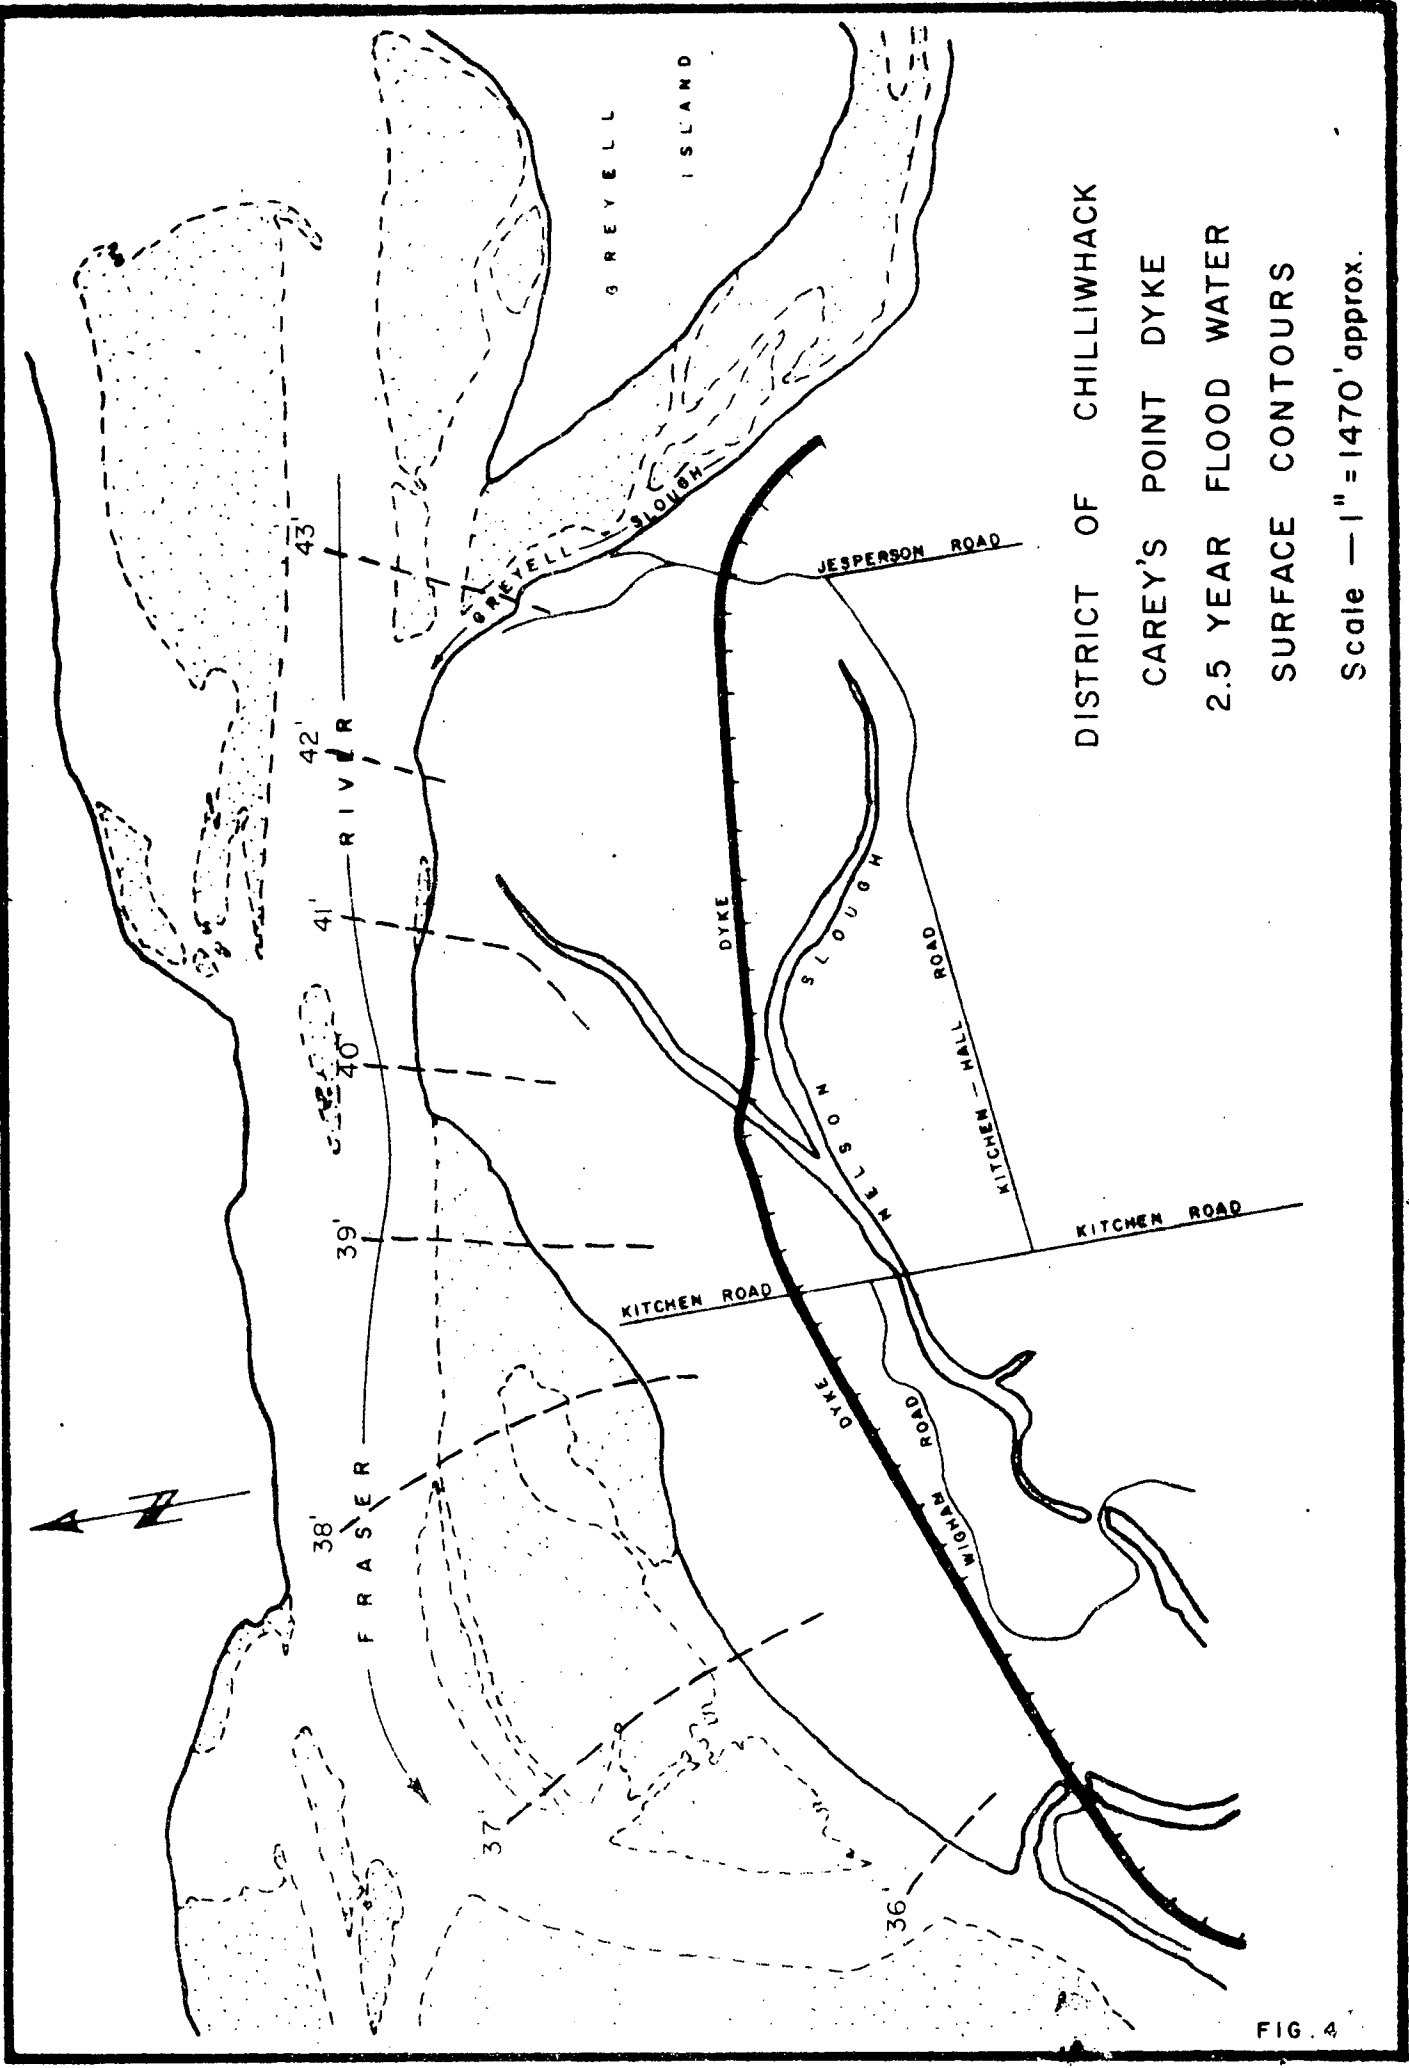 DISTRICT OF CHILLIWHACK
CAREY'S POINT DYKE
2.5 YEAR FLOOD WATER
SURFACE CONTOURS
Scale — 1" = 1470' approx.
GREYELL
ISLAND
GREYELL SLOUGH
FRASER RIVER
43'
42'
41'
40'
39'
38'
37'
36'
JESPERSON ROAD
DYKE
NELSON SLOUGH
KITCHEN — HALL ROAD
KITCHEN ROAD
KITCHEN ROAD
DYKE
WIGHAM ROAD
N
FIG. 4